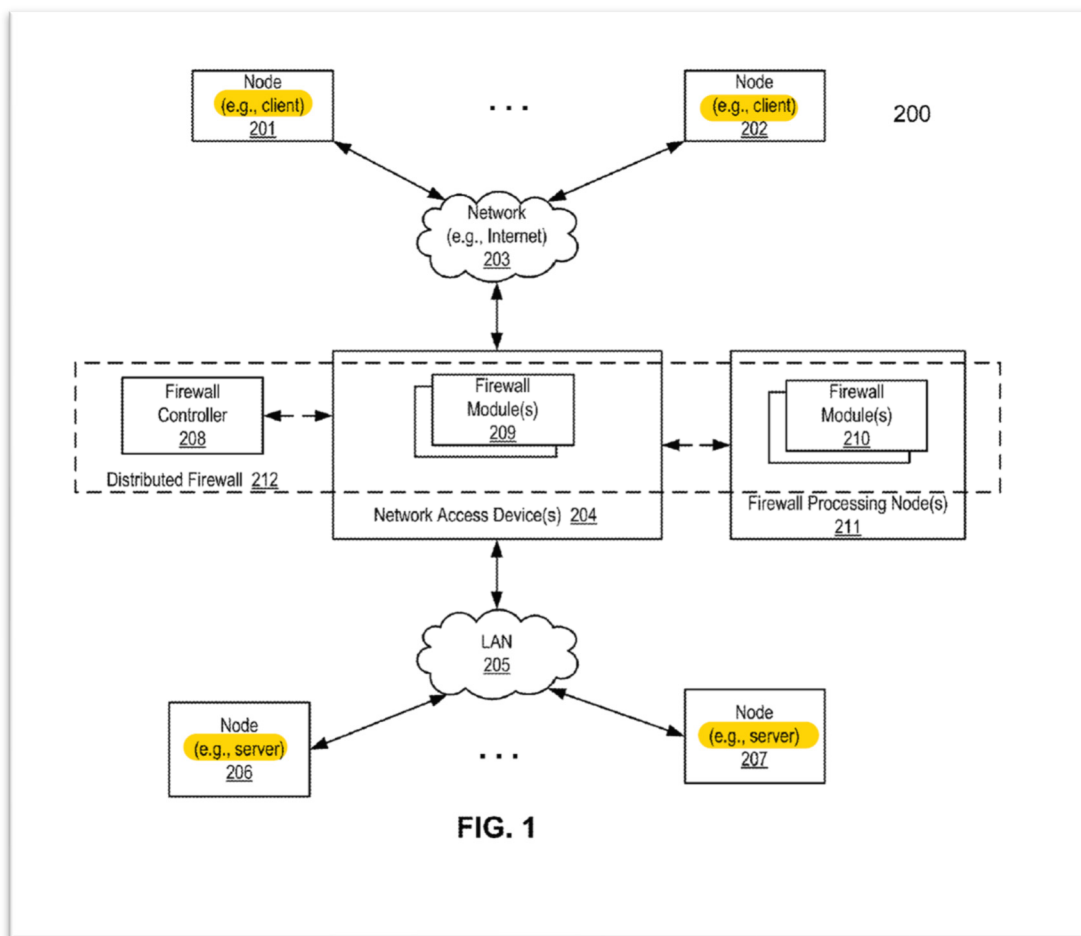 Node
(e.g., client)
201
. . .
Node
(e.g., client)
202
200
Network
(e.g., Internet)
203
Firewall
Controller
208
Firewall
Module(s)
209
Firewall
Module(s)
210
Distributed Firewall 212
Network Access Device(s) 204
Firewall Processing Node(s)
211
LAN
205
Node
(e.g., server)
206
. . .
Node
(e.g., server)
207
FIG. 1